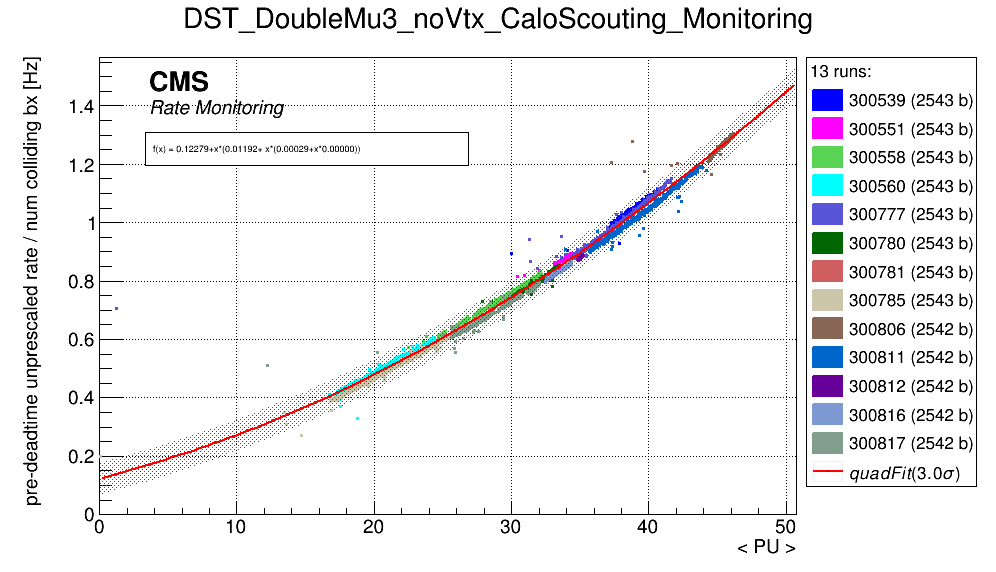 DST_DoubleMu3_noVtx_CaloScouting_Monitoring
pre-deadtime unprescaled rate / num colliding bx [Hz]
CMS
Rate Monitoring
f(x) = 0.12279+x*(0.01192+ x*(0.00029+x*0.00000))
1.4
1.2
1
0.8
0.6
0.4
0.2
0
0
10
20
30
40
50
< PU >
13 runs:
300539 (2543 b)
300551 (2543 b)
300558 (2543 b)
300560 (2543 b)
300777 (2543 b)
300780 (2543 b)
300781 (2543 b)
300785 (2543 b)
300806 (2542 b)
300811 (2542 b)
300812 (2542 b)
300816 (2542 b)
300817 (2542 b)
quadFit(3.0σ)